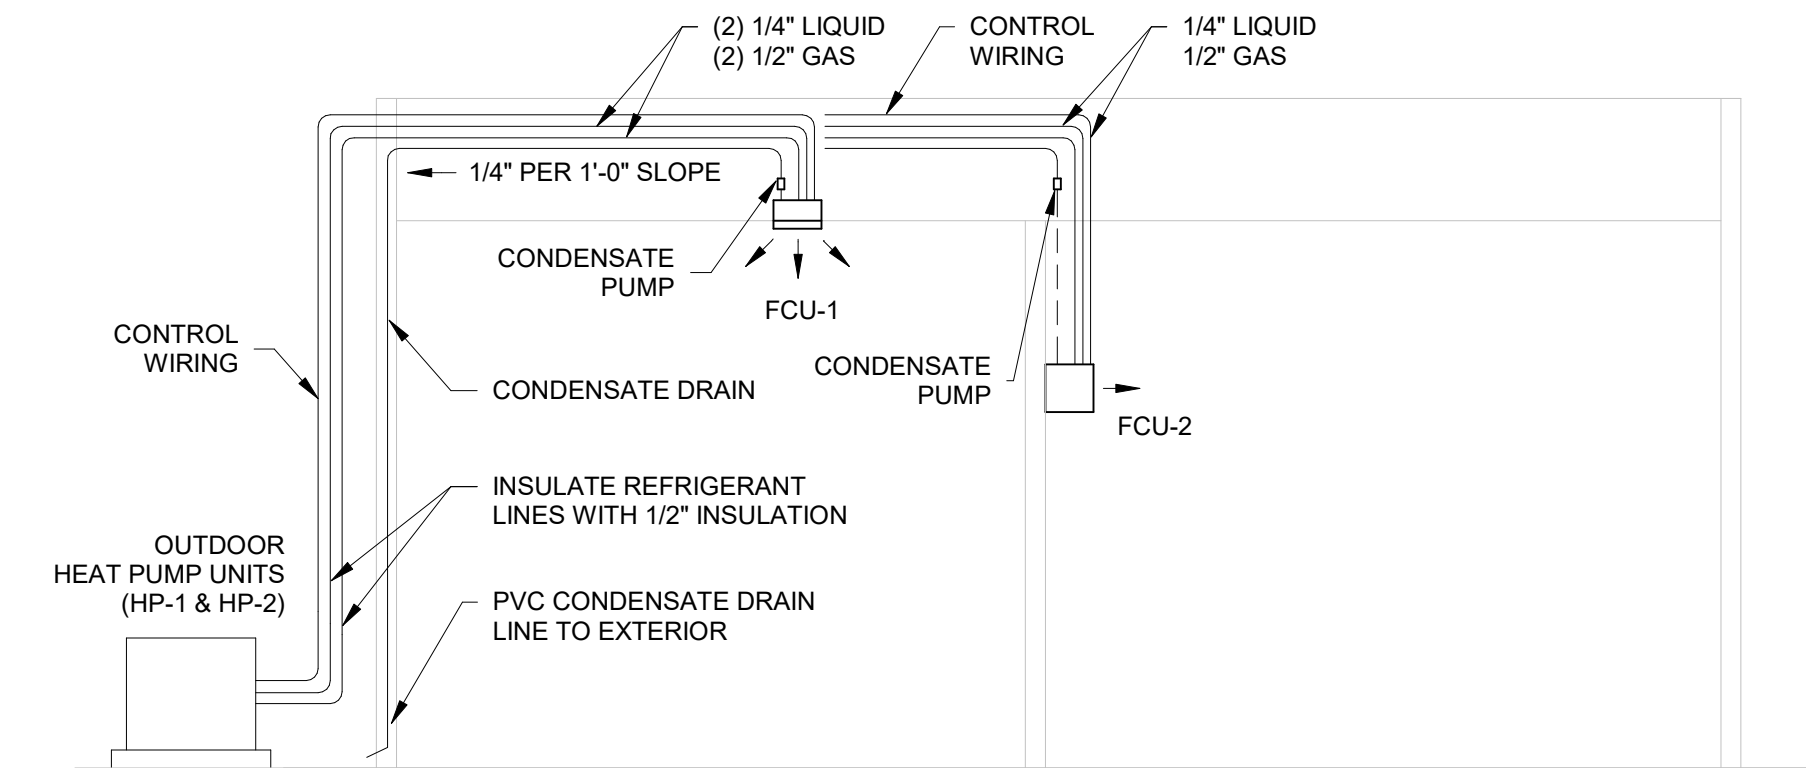 (2) 1/4" LIQUID
(2) 1/2" GAS
CONTROL
WIRING
1/4" LIQUID
1/2" GAS
1/4" PER 1'-0" SLOPE
CONDENSATE
PUMP
FCU-1
CONTROL
WIRING
CONDENSATE DRAIN
CONDENSATE
PUMP
FCU-2
INSULATE REFRIGERANT
LINES WITH 1/2" INSULATION
OUTDOOR
HEAT PUMP UNITS
(HP-1 & HP-2)
PVC CONDENSATE DRAIN
LINE TO EXTERIOR